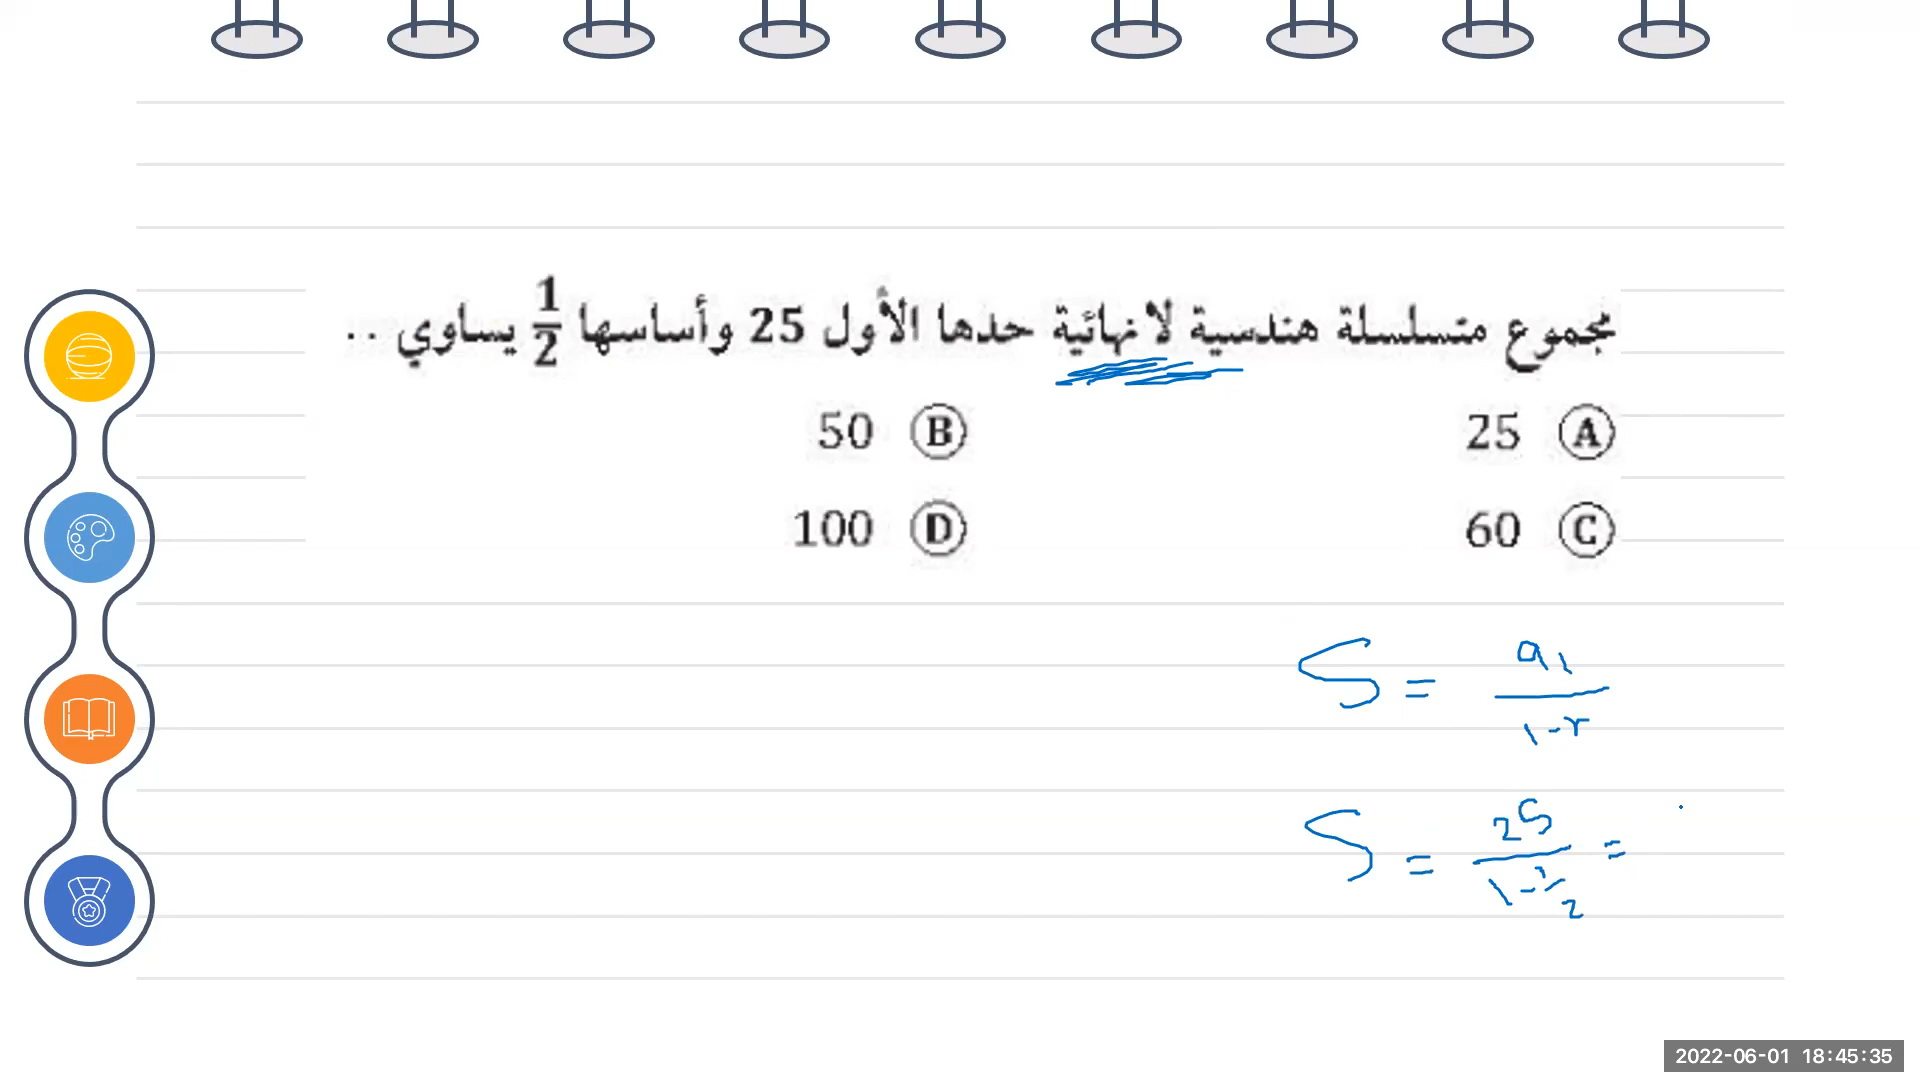 مجموع متسلسلة هندسية لانهائية حدها الأول 25 وأساسها 1/2 يساوي ..
A 25
B 50
C 60
D 100
S = a1 / 1-r
S = 25 / 1-1/2 =
2022-06-01 18:45:35